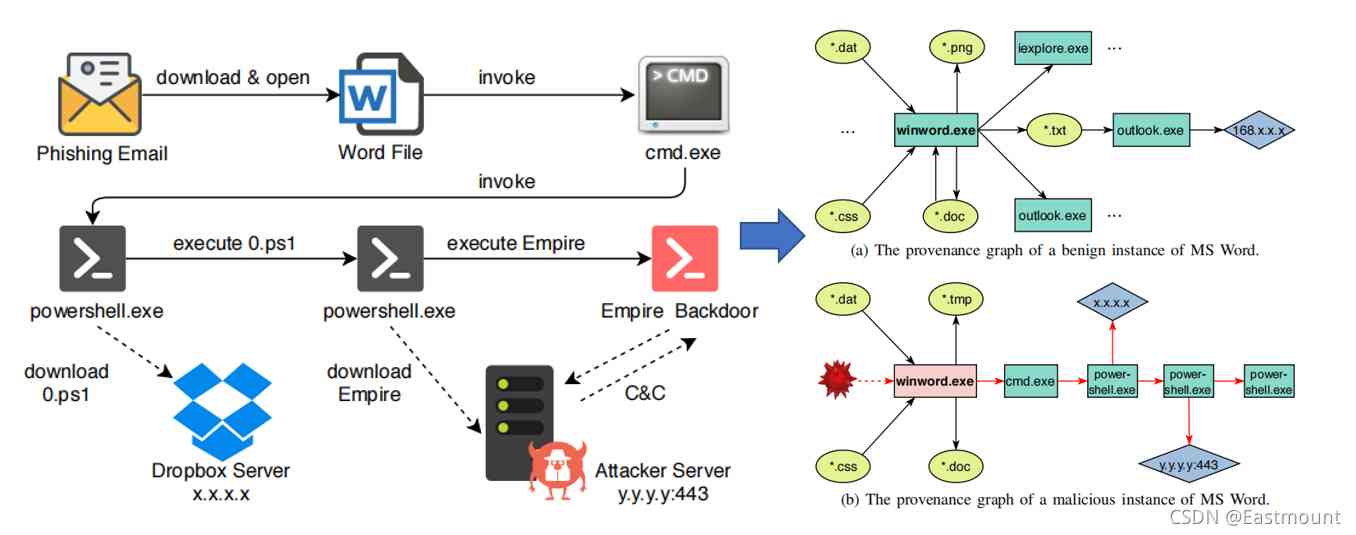 download & open
invoke
> CMD
W
Phishing Email
Word File
cmd.exe
invoke
execute 0.ps1
execute Empire
powershell.exe
powershell.exe
Empire Backdoor
download
0.ps1
download
Empire
C&C
Dropbox Server
x.x.x.x
Attacker Server
y.y.y.y:443
*.dat
*.png
iexplore.exe
...
...
winword.exe
*.txt
outlook.exe
168.x.x.x
*.css
*.doc
outlook.exe
...
(a) The provenance graph of a benign instance of MS Word.
*.dat
*.tmp
x.x.x.x
winword.exe
cmd.exe
power-
shell.exe
power-
shell.exe
power-
shell.exe
*.css
*.doc
y.y.y.y:443
(b) The provenance graph of a malicious instance of MS Word.
CSDN @Eastmount